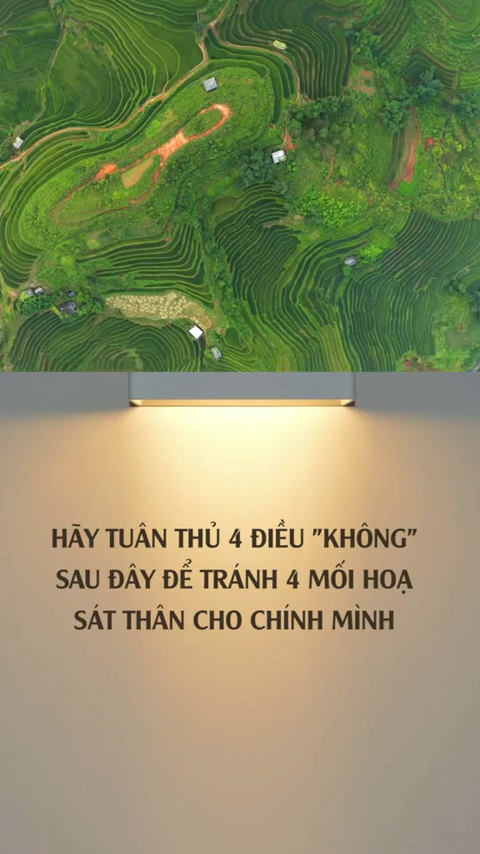 HÃY TUÂN THỦ 4 ĐIỀU "KHÔNG"
SAU ĐÂY ĐỂ TRÁNH 4 MỐI HOẠ
SÁT THÂN CHO CHÍNH MÌNH